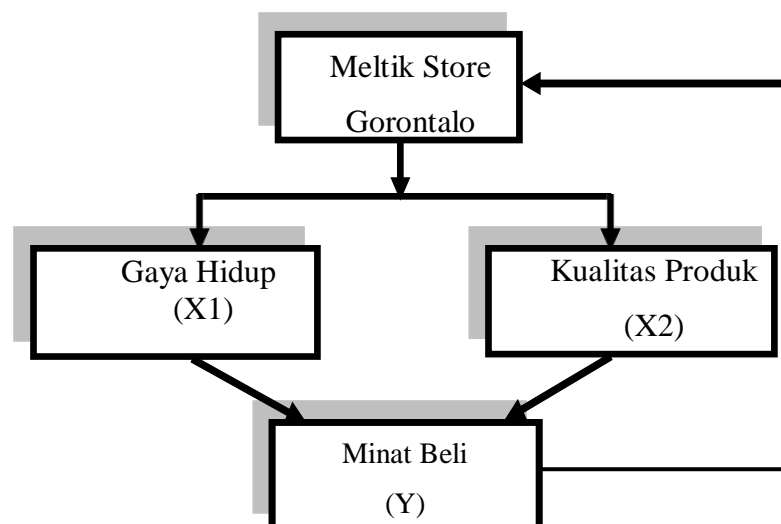 Meltik Store
Gorontalo
Gaya Hidup
(X1)
Kualitas Produk
(X2)
Minat Beli
(Y)